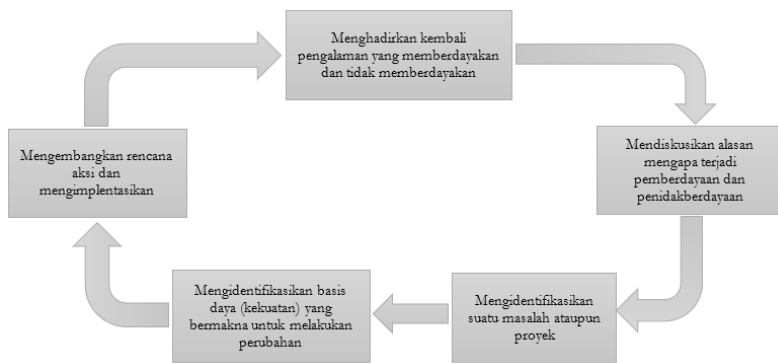 Menghadirkan kembali
pengalaman yang memberdayakan
dan tidak memberdayakan
Mendiskusikan alasan
mengapa terjadi
pemberdayaan dan
penidakberdayaan
Mengidentifikasikan
suatu masalah ataupun
proyek
Mengidentifikasikan basis
daya (kekuatan) yang
bermakna untuk melakukan
perubahan
Mengembangkan rencana
aksi dan
mengimplentasikan